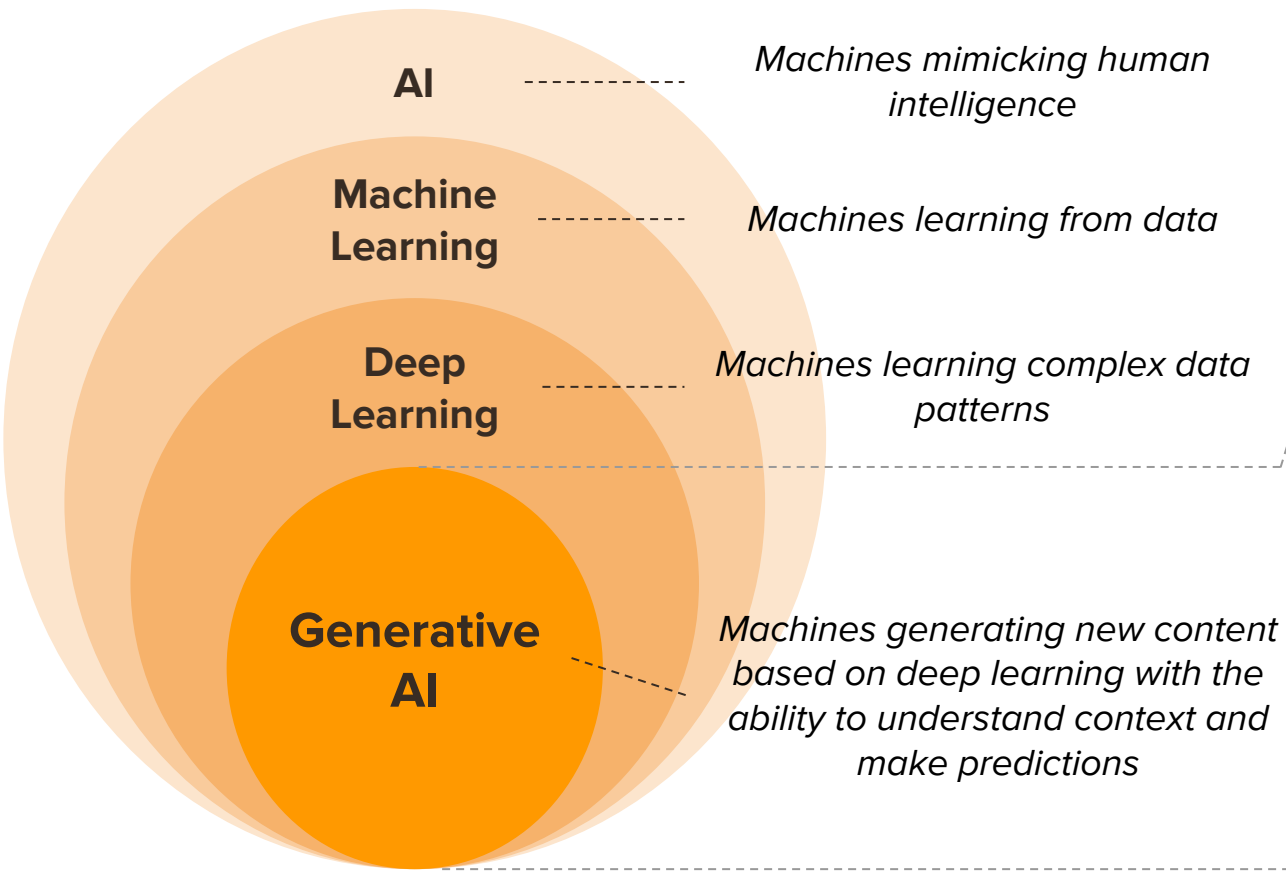 AI
Machines mimicking human
intelligence
Machine
Learning
Machines learning from data
Deep
Learning
Machines learning complex data
patterns
Generative
AI
Machines generating new content
based on deep learning with the
ability to understand context and
make predictions